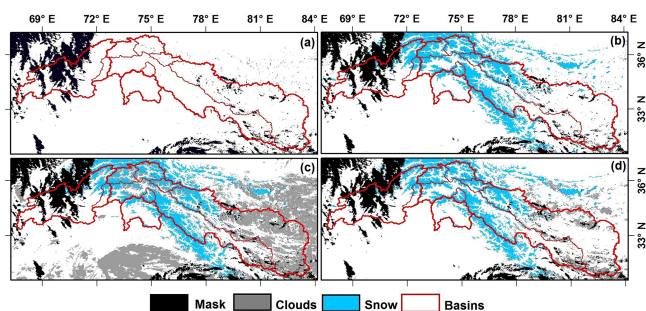 69° E 72° E 75° E 78° E 81° E 84° E 69° E 72° E 75° E 78° E 81° E 84° E
(a) (b)
36° N
33° N
(c) (d)
36° N
33° N
Mask Clouds Snow Basins